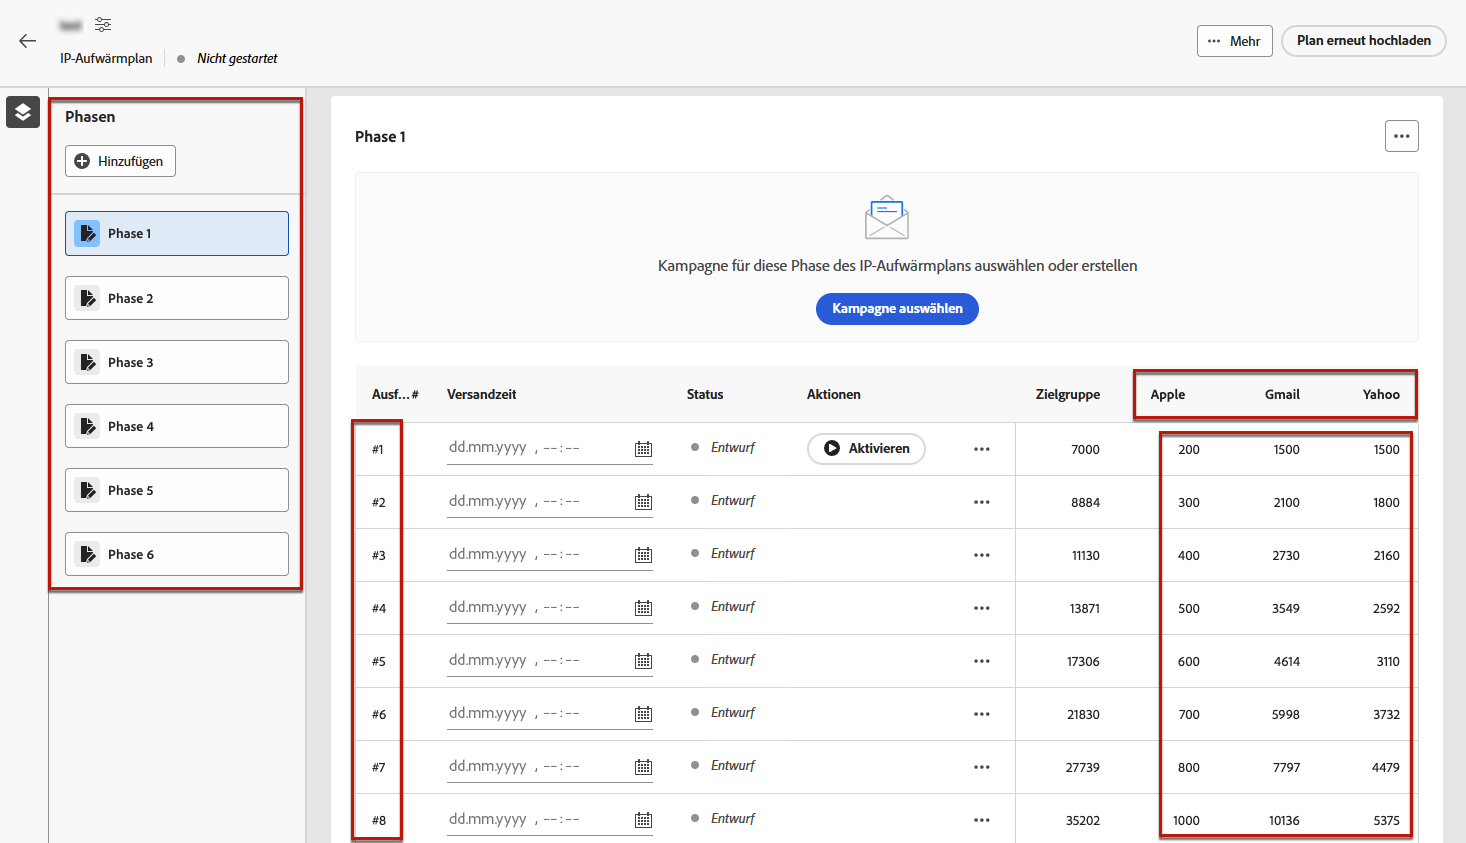 IP-Aufwärmplan Nicht gestartet
Mehr Plan erneut hochladen
Phasen
Hinzufügen
Phase 1
Phase 2
Phase 3
Phase 4
Phase 5
Phase 6
Phase 1
Kampagne für diese Phase des IP-Aufwärmplans auswählen oder erstellen
Kampagne auswählen
Ausf...# Versandzeit Status Aktionen Zielgruppe Apple Gmail Yahoo
#1 dd.mm.yyyy , --:-- Entwurf Aktivieren 7000 200 1500 1500
#2 dd.mm.yyyy , --:-- Entwurf 8884 300 2100 1800
#3 dd.mm.yyyy , --:-- Entwurf 11130 400 2730 2160
#4 dd.mm.yyyy , --:-- Entwurf 13871 500 3549 2592
#5 dd.mm.yyyy , --:-- Entwurf 17306 600 4614 3110
#6 dd.mm.yyyy , --:-- Entwurf 21830 700 5998 3732
#7 dd.mm.yyyy , --:-- Entwurf 27739 800 7797 4479
#8 dd.mm.yyyy , --:-- Entwurf 35202 1000 10136 5375